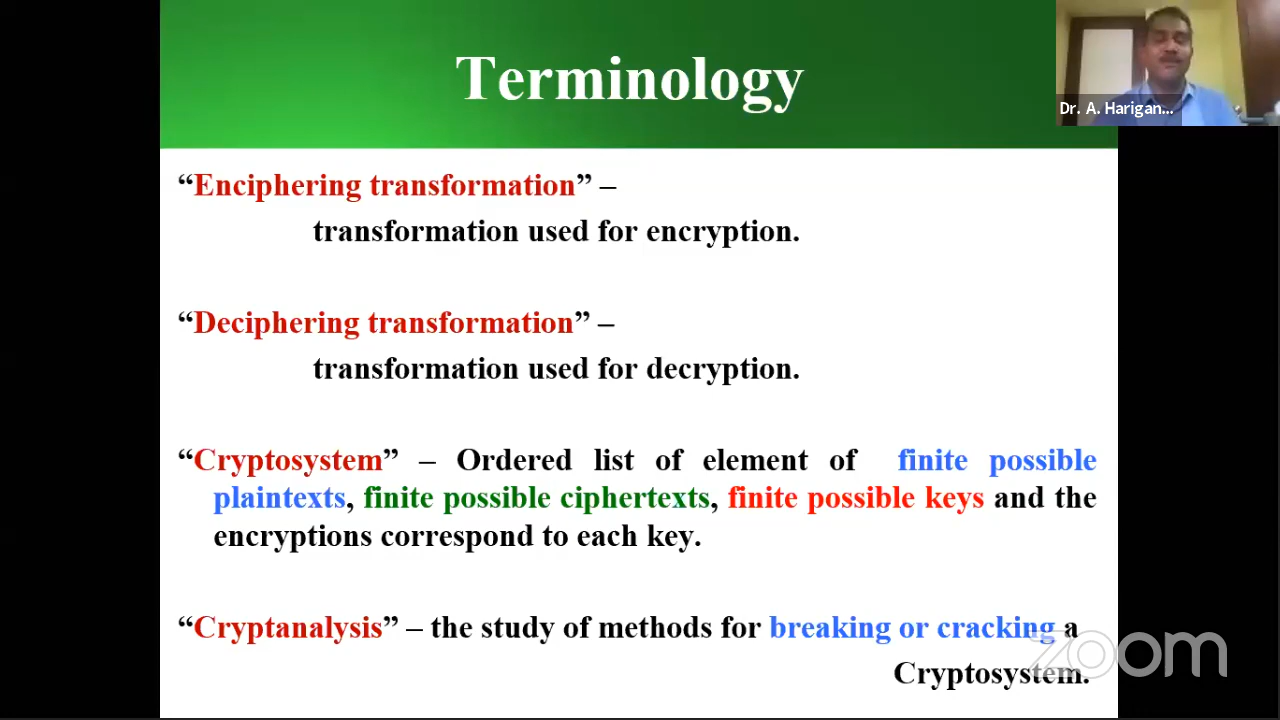 Terminology
Dr. A. Harigan...
“Enciphering transformation” –
transformation used for encryption.
“Deciphering transformation” –
transformation used for decryption.
“Cryptosystem” – Ordered list of element of finite possible
plaintexts, finite possible ciphertexts, finite possible keys and the
encryptions correspond to each key.
“Cryptanalysis” – the study of methods for breaking or cracking a
Cryptosystem.
zoom